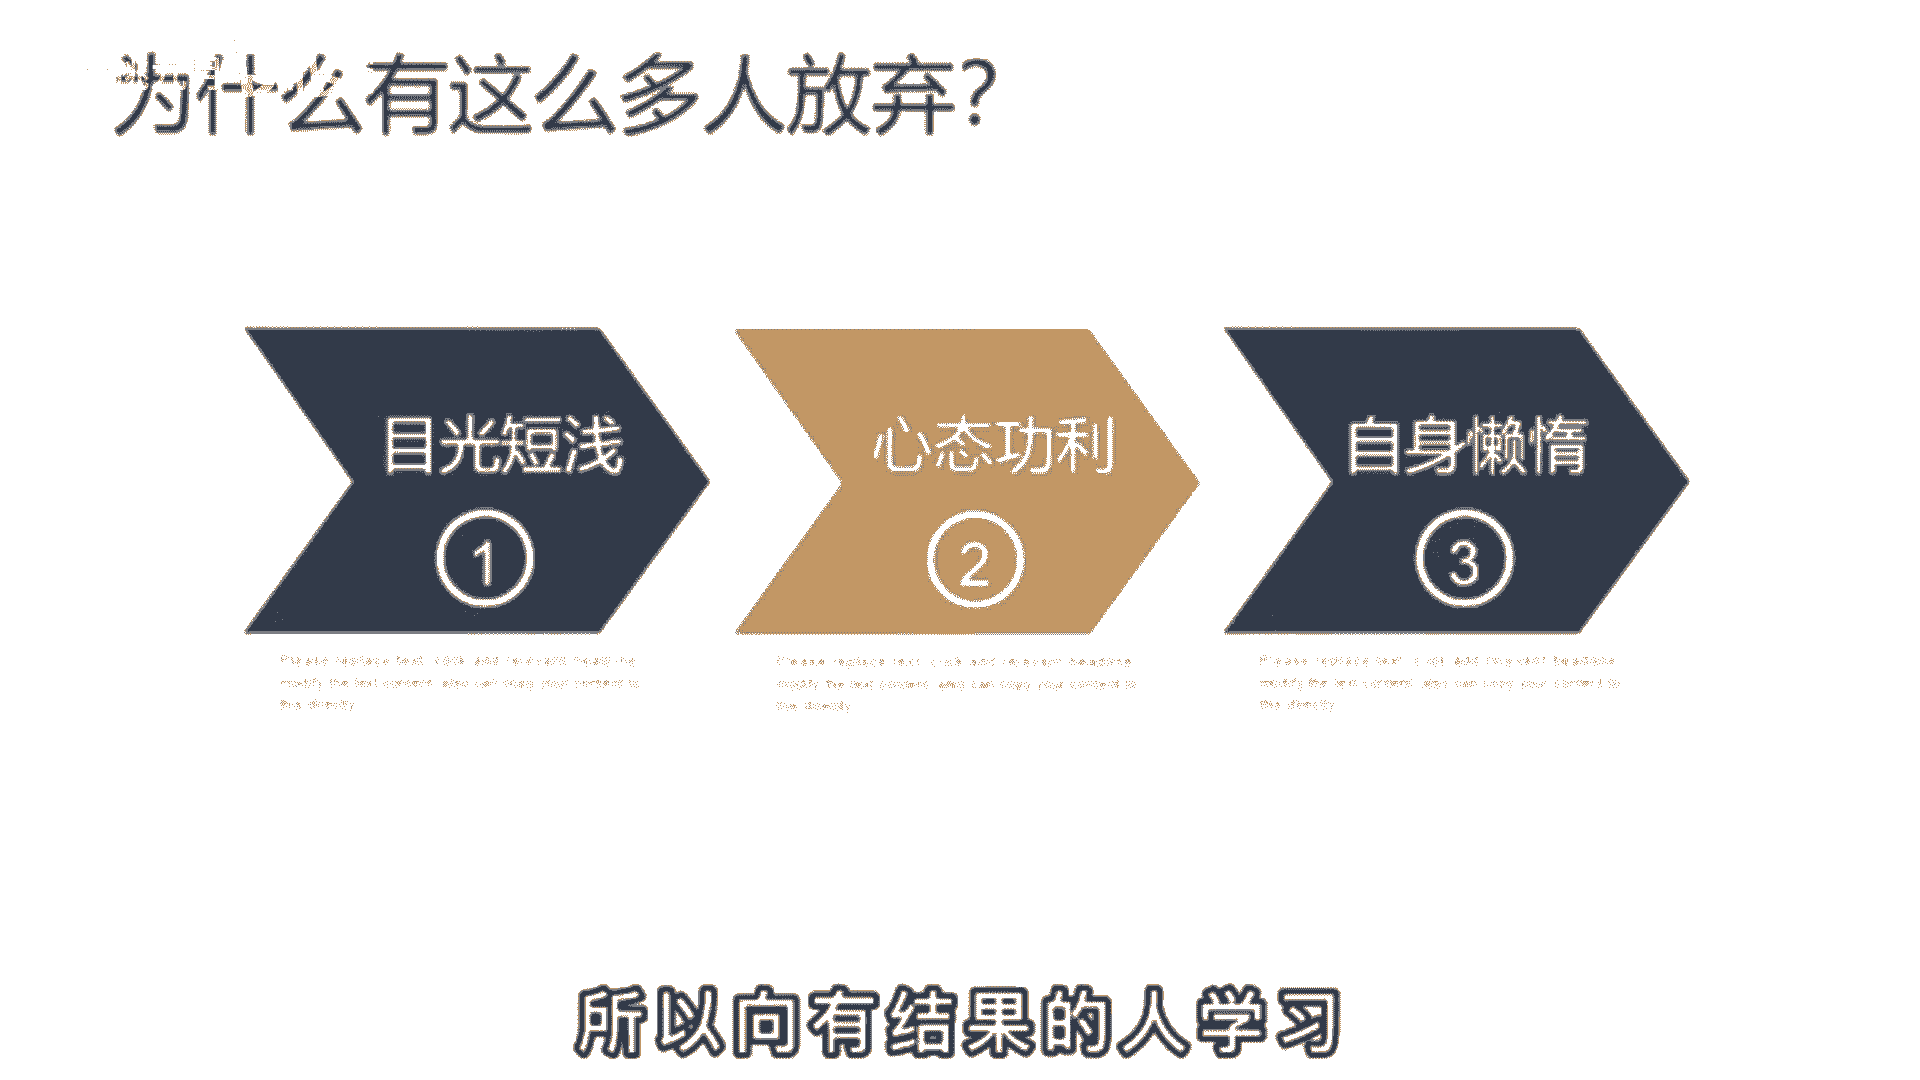 为什么有这么多人放弃?
目光短浅
1
心态功利
2
自身懒惰
3
Please replace text, click add relevant headline,
modify the text content, also can copy your content to
this directly.
Please replace text, click add relevant headline,
modify the text content, also can copy your content to
this directly.
Please replace text, click add relevant headline,
modify the text content, also can copy your content to
this directly.
所以向有结果的人学习